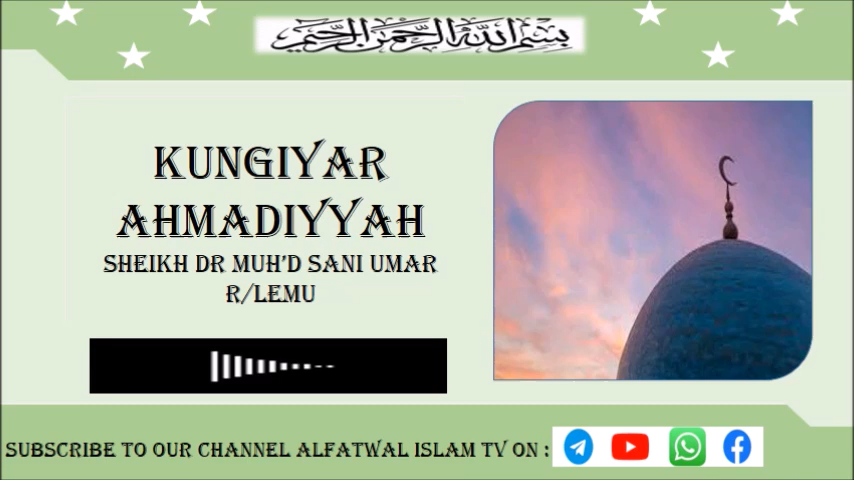 بسم الله الرحمن الرحيم
KUNGIYAR
AHMADIYYAH
SHEIKH DR MUH'D SANI UMAR
R/LEMU
SUBSCRIBE TO OUR CHANNEL ALFATWAL ISLAM TV ON :